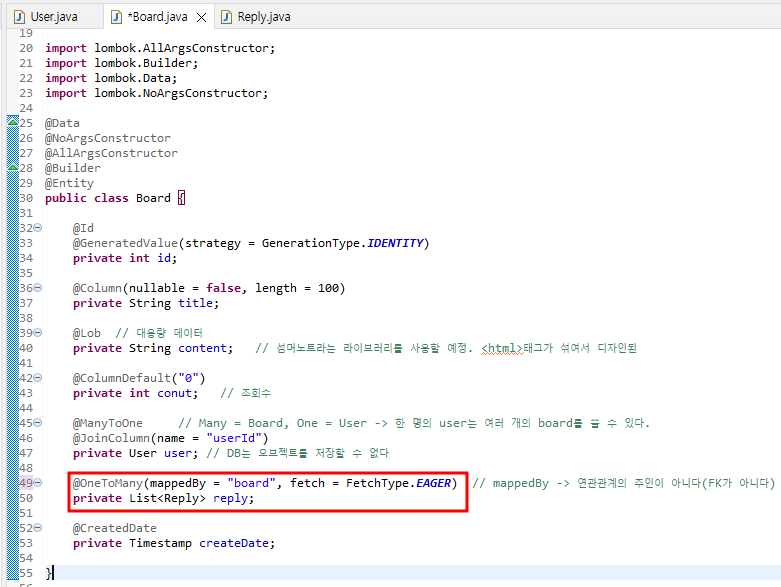 User.java *Board.java Reply.java
19
20 import lombok.AllArgsConstructor;
21 import lombok.Builder;
22 import lombok.Data;
23 import lombok.NoArgsConstructor;
24
25 @Data
26 @NoArgsConstructor
27 @AllArgsConstructor
28 @Builder
29 @Entity
30 public class Board {
31
32 @Id
33 @GeneratedValue(strategy = GenerationType.IDENTITY)
34 private int id;
35
36 @Column(nullable = false, length = 100)
37 private String title;
38
39 @Lob // 대용량 데이터
40 private String content; // 섬머노트라는 라이브러리를 사용할 예정. <html>태그가 섞여서 디자인된
41
42 @ColumnDefault("0")
43 private int conut; // 조회수
44
45 @ManyToOne // Many = Board, One = User -> 한 명의 user는 여러 개의 board를 쓸 수 있다.
46 @JoinColumn(name = "userId")
47 private User user; // DB는 오브젝트를 저장할 수 없다
48
49 @OneToMany(mappedBy = "board", fetch = FetchType.EAGER) // mappedBy -> 연관관계의 주인이 아니다(FK가 아니다)
50 private List<Reply> reply;
51
52 @CreatedDate
53 private Timestamp createDate;
54
55 }